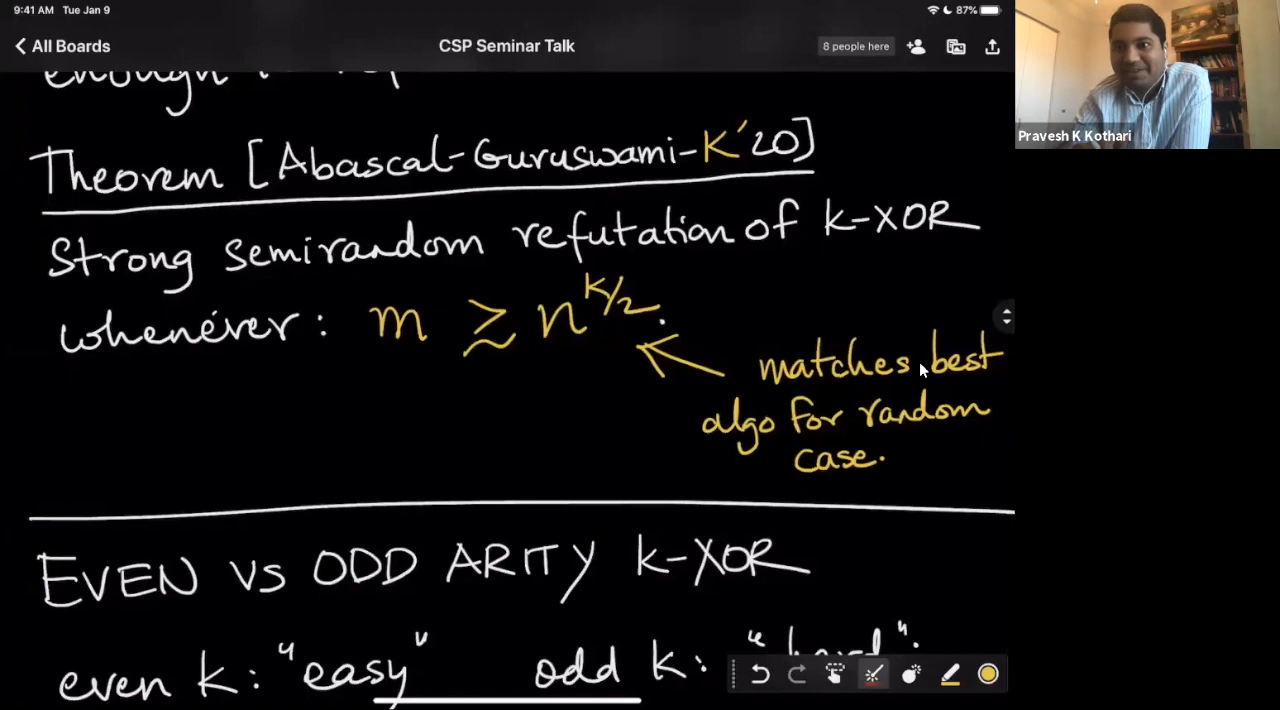 9:41 AM Tue Jan 9
87%
All Boards
CSP Seminar Talk
8 people here
Pravesh K Kothari
enough
Theorem [Abascal-Guruswami-K'20]
Strong semirandom refutation of k-XOR
whenever: m ≳ n^{k/2}.
matches best
algo for random
case.
EVEN VS ODD ARITY k-XOR
even k: "easy" odd k: "hard".